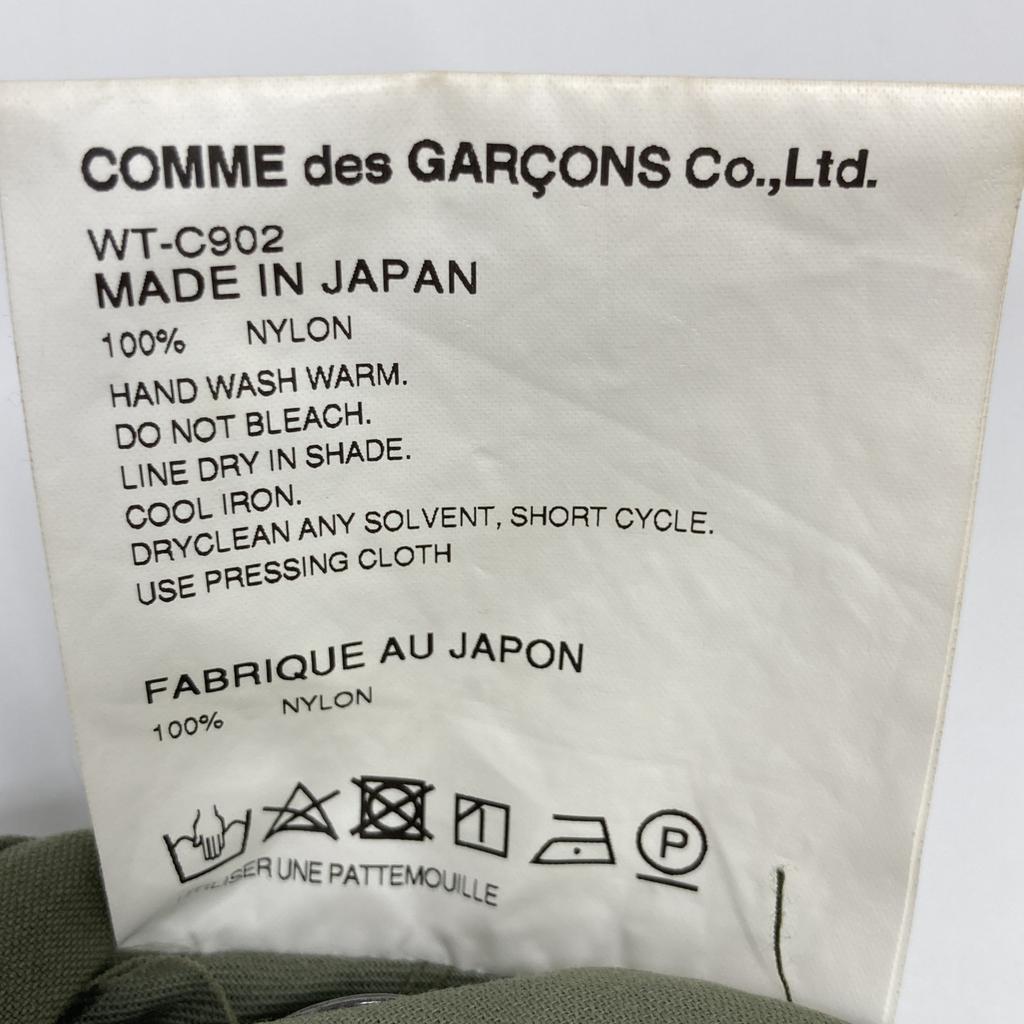 COMME des GARÇONS Co.,Ltd.
WT-C902
MADE IN JAPAN
100% NYLON
HAND WASH WARM.
DO NOT BLEACH.
LINE DRY IN SHADE.
COOL IRON.
DRYCLEAN ANY SOLVENT, SHORT CYCLE.
USE PRESSING CLOTH
FABRIQUE AU JAPON
100% NYLON
P
UTILISER UNE PATTEMOUILLE